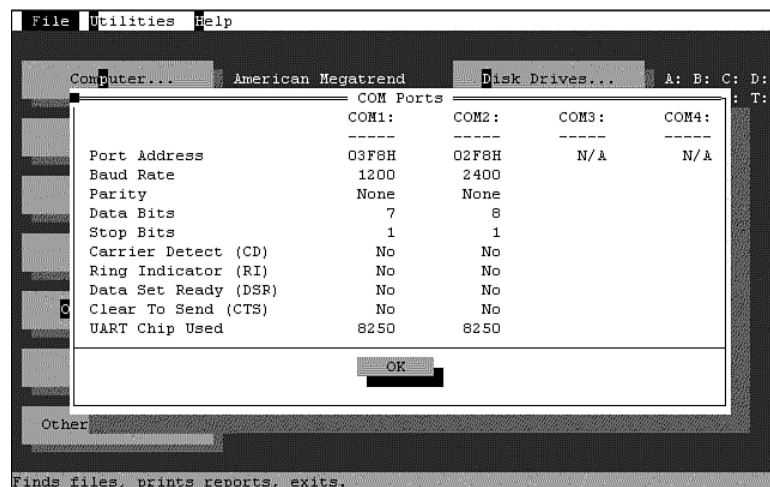 File Utilities Help
Computer... American Megatrend Disk Drives... A: B: C: D:
COM Ports : T:
COM1: COM2: COM3: COM4:
----- ----- ----- -----
Port Address 03F8H 02F8H N/A N/A
Baud Rate 1200 2400
Parity None None
Data Bits 7 8
Stop Bits 1 1
Carrier Detect (CD) No No
Ring Indicator (RI) No No
Data Set Ready (DSR) No No
O Clear To Send (CTS) No No
UART Chip Used 8250 8250
OK
Other
Finds files, prints reports, exits.